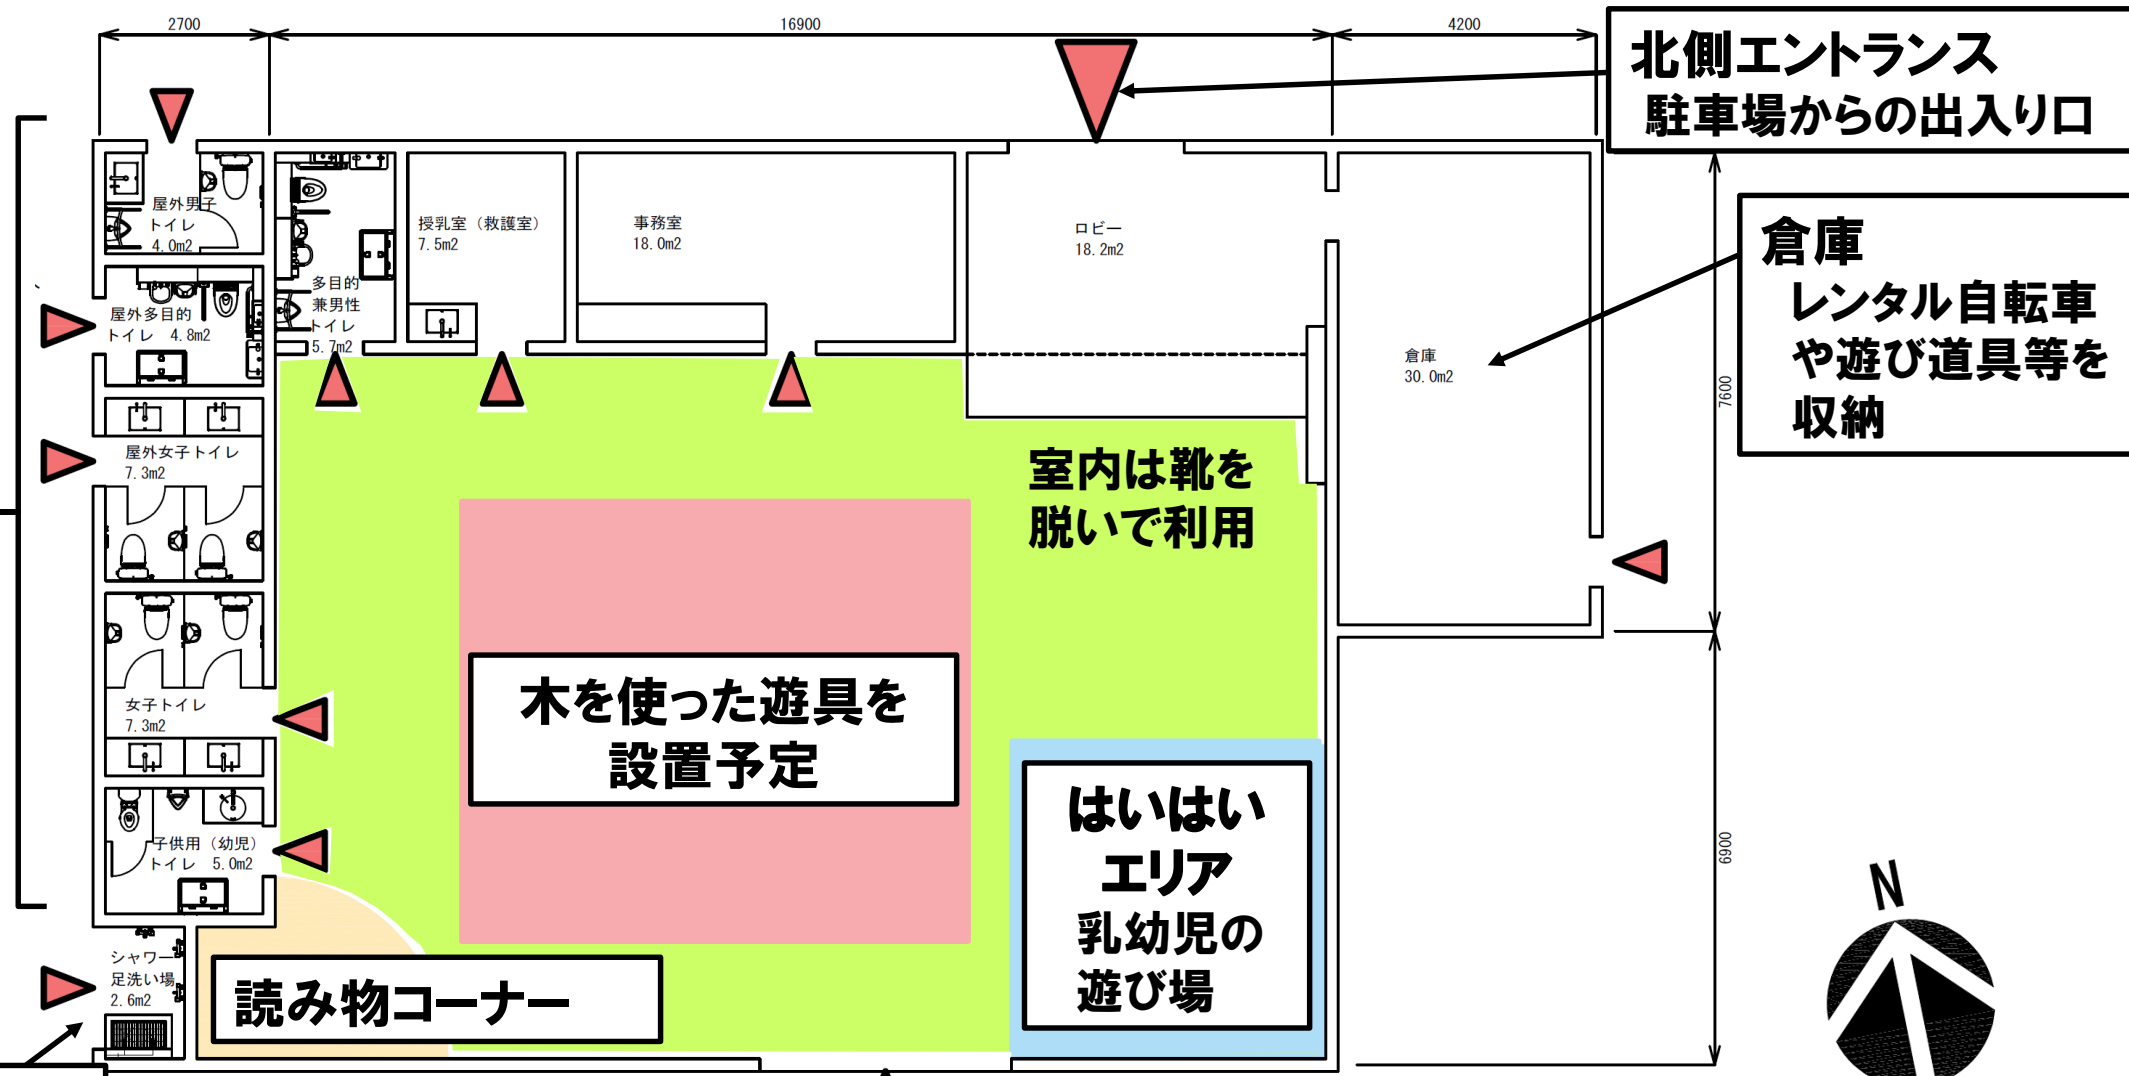 2700
16900
4200
北側エントランス
駐車場からの出入り口
屋外男子
トイレ
4.0m2
授乳室（救護室）
7.5m2
事務室
18.0m2
ロビー
18.2m2
倉庫
レンタル自転車
や遊び道具等を
収納
多目的
兼男性
トイレ
5.7m2
屋外多目的
トイレ 4.8m2
倉庫
30.0m2
7600
屋外女子トイレ
7.3m2
室内は靴を
脱いで利用
木を使った遊具を
設置予定
女子トイレ
7.3m2
はいはい
エリア
乳幼児の
遊び場
6900
子供用（幼児）
トイレ 5.0m2
N
シャワー
足洗い場
2.6m2
読み物コーナー